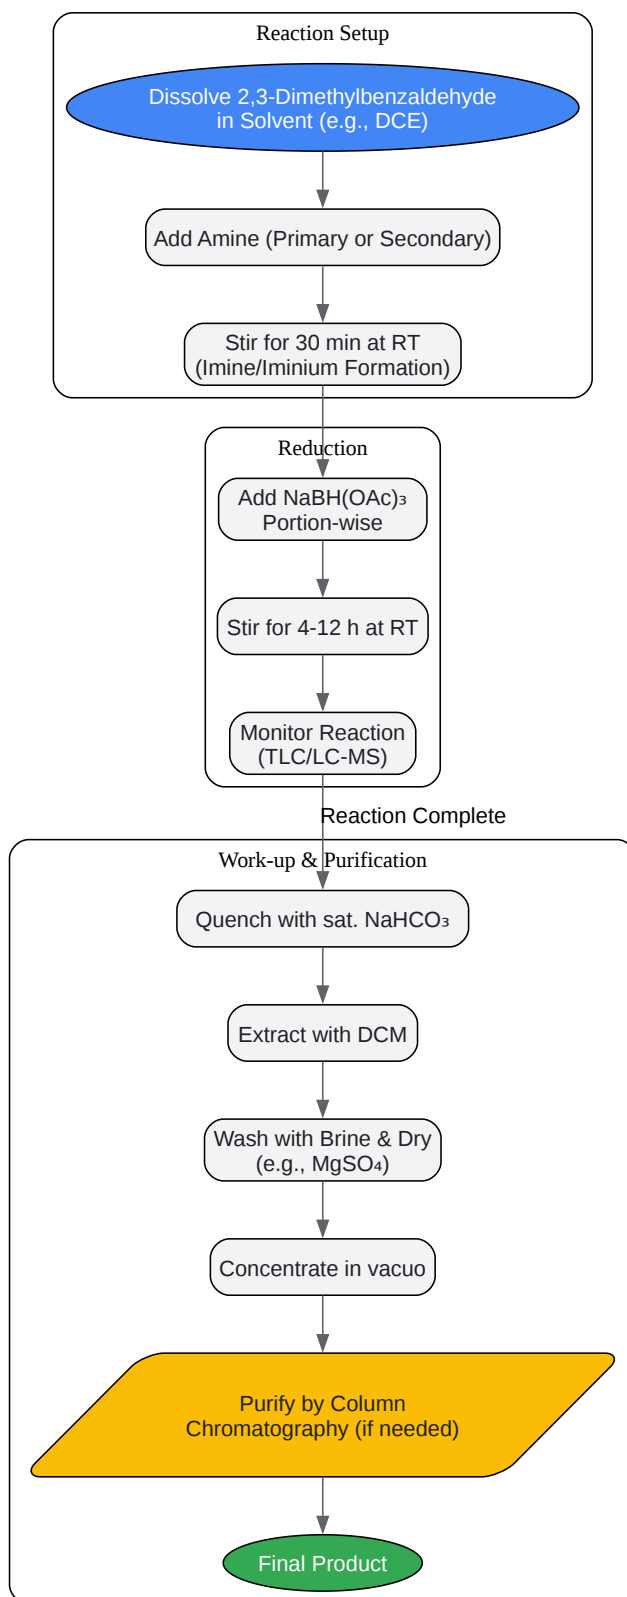 Reaction Setup
Dissolve 2,3-Dimethylbenzaldehyde
in Solvent (e.g., DCE)
Add Amine (Primary or Secondary)
Stir for 30 min at RT
(Imine/Iminium Formation)
Reduction
Add NaBH(OAc)₃
Portion-wise
Stir for 4-12 h at RT
Monitor Reaction
(TLC/LC-MS)
Reaction Complete
Work-up & Purification
Quench with sat. NaHCO₃
Extract with DCM
Wash with Brine & Dry
(e.g., MgSO₄)
Concentrate in vacuo
Purify by Column
Chromatography (if needed)
Final Product